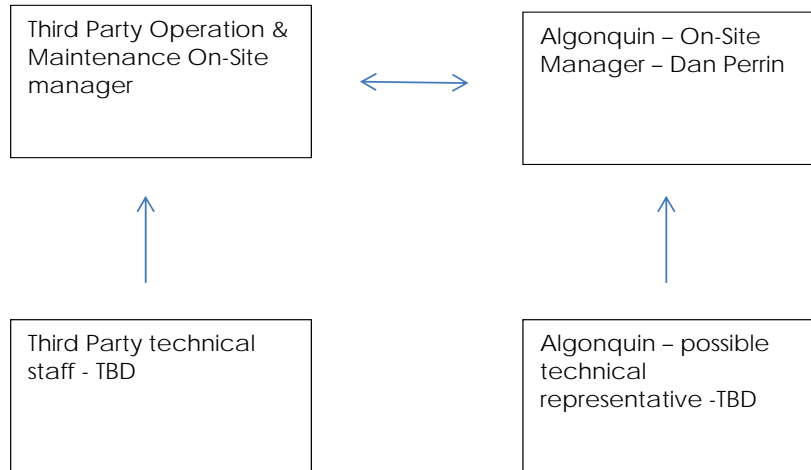 Third Party Operation &
Maintenance On-Site
manager
Algonquin – On-Site
Manager – Dan Perrin
Third Party technical
staff - TBD
Algonquin – possible
technical
representative -TBD